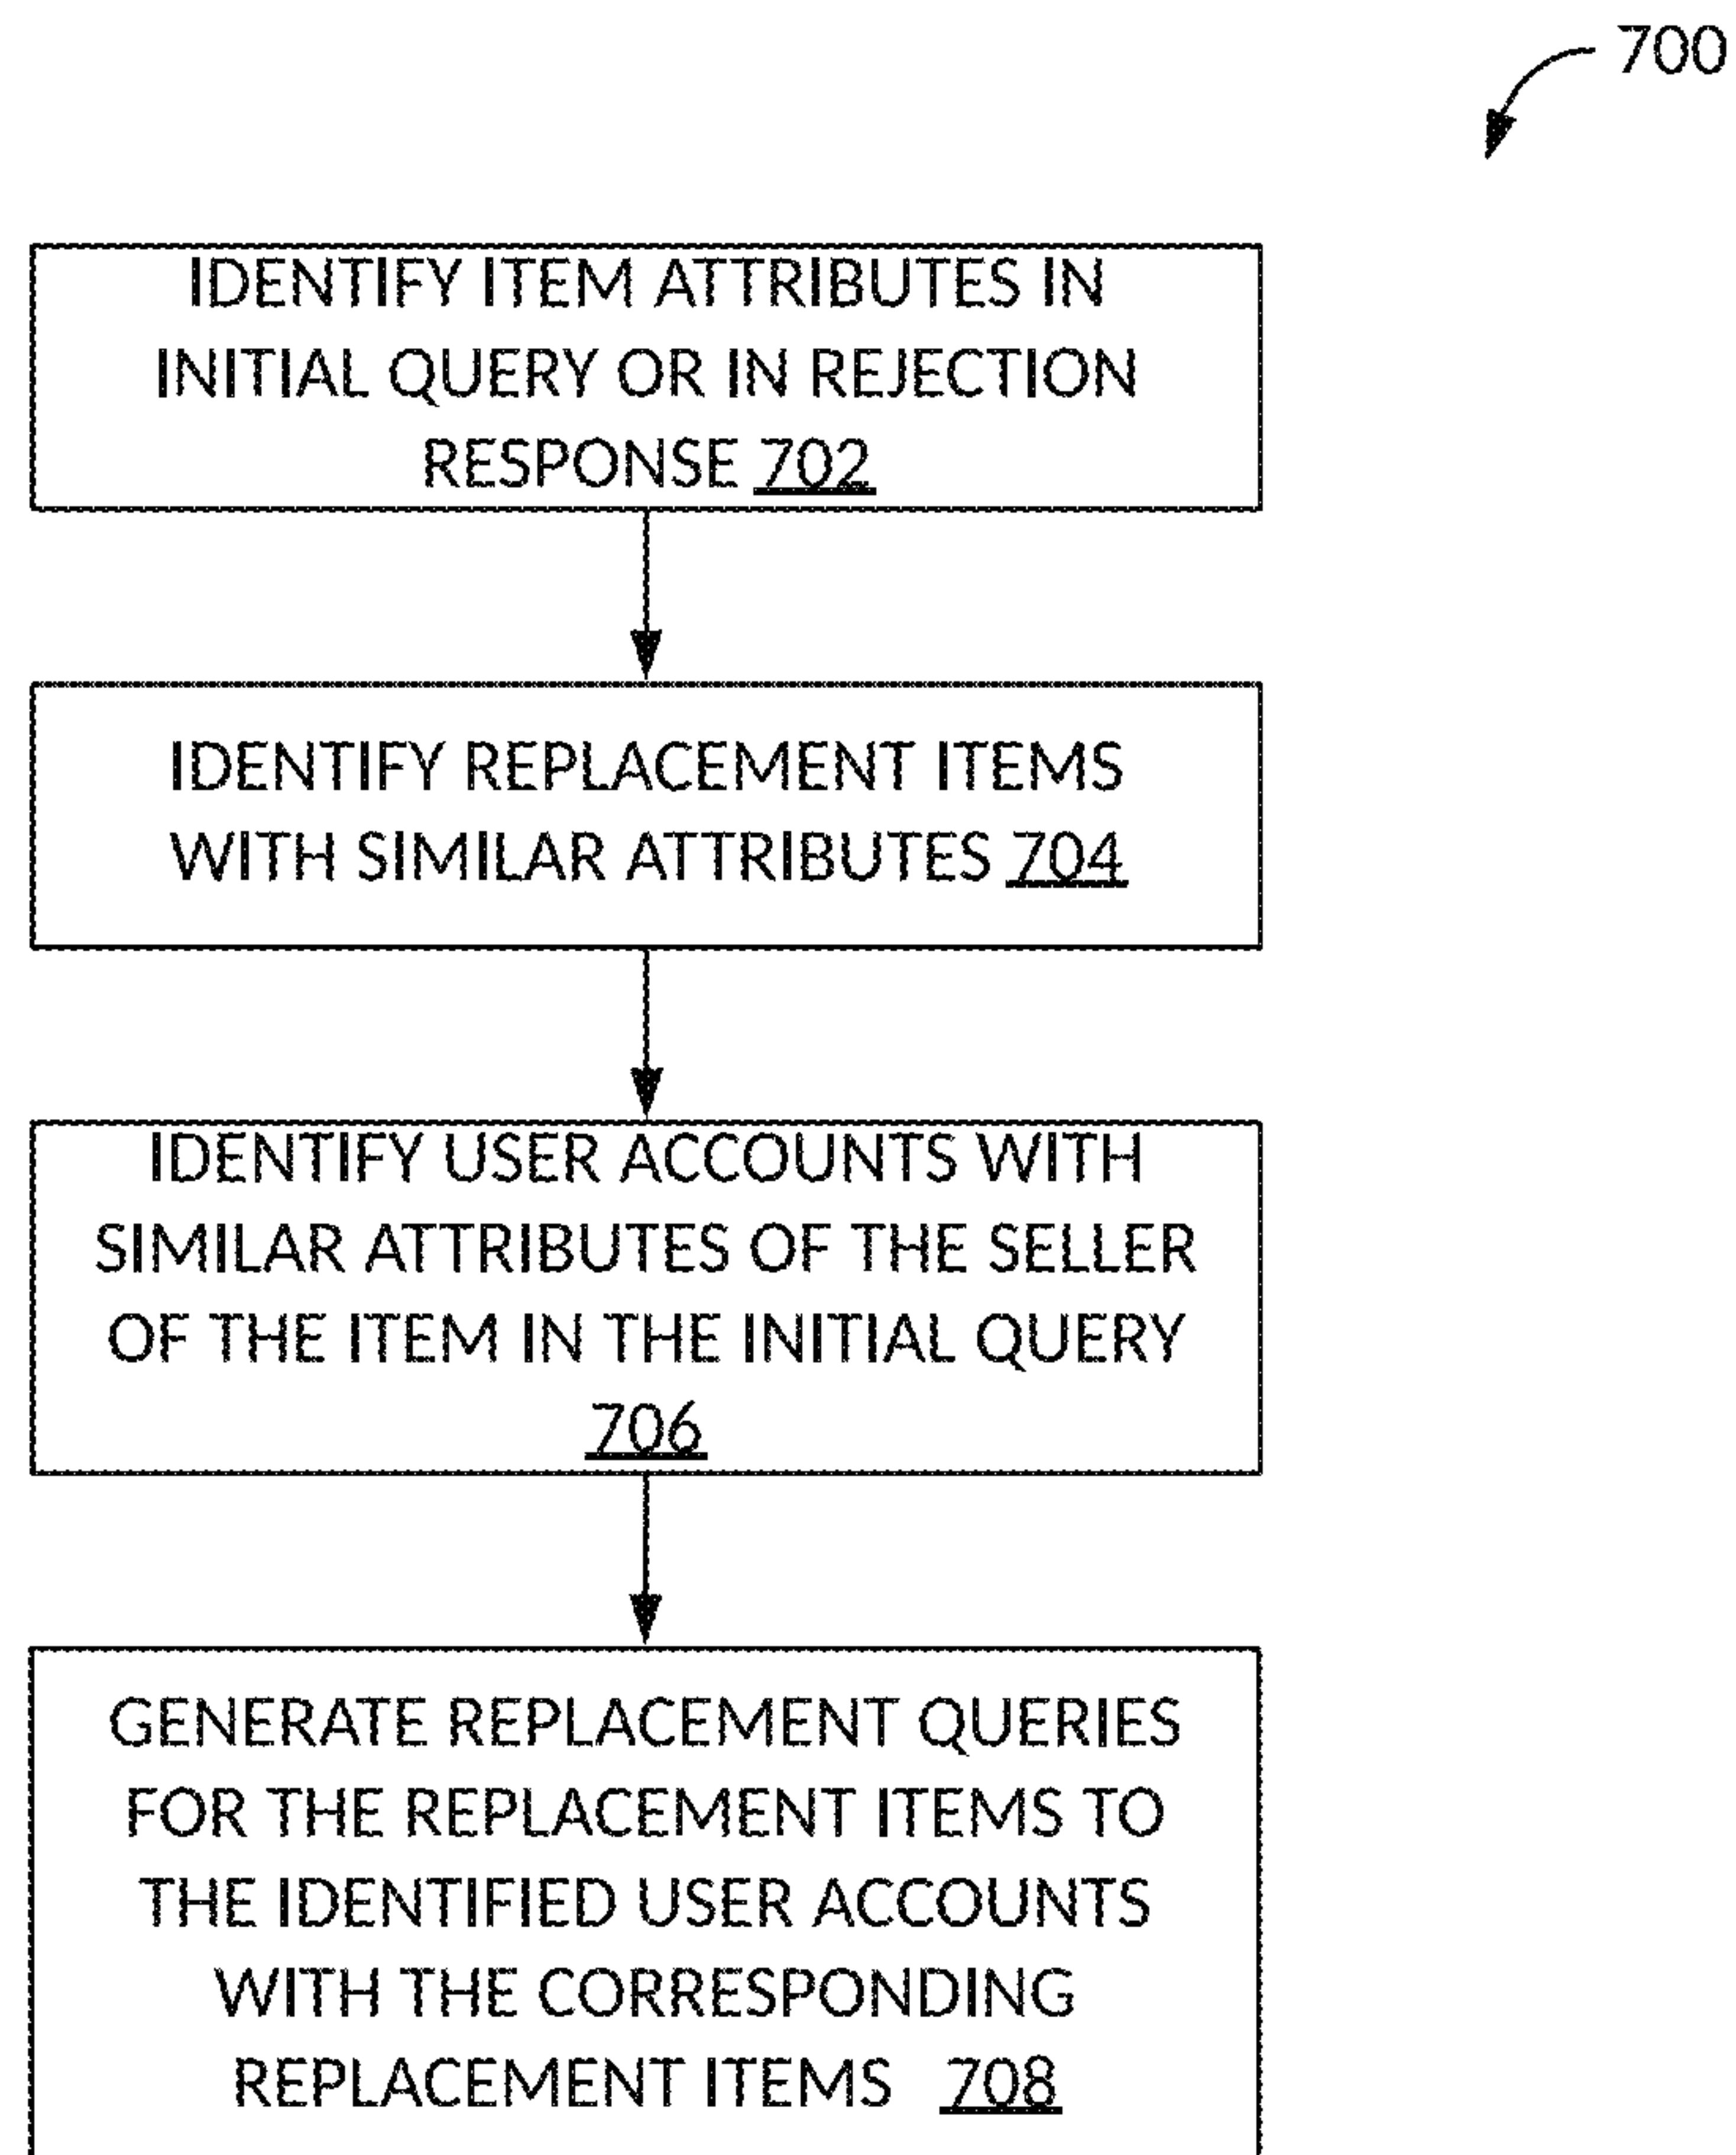 700
IDENTIFY ITEM ATTRIBUTES IN
INITIAL QUERY OR IN REJECTION
RESPONSE 702
IDENTIFY REPLACEMENT ITEMS
WITH SIMILAR ATTRIBUTES 704
IDENTIFY USER ACCOUNTS WITH
SIMILAR ATTRIBUTES OF THE SELLER
OF THE ITEM IN THE INITIAL QUERY
706
GENERATE REPLACEMENT QUERIES
FOR THE REPLACEMENT ITEMS TO
THE IDENTIFIED USER ACCOUNTS
WITH THE CORRESPONDING
REPLACEMENT ITEMS 708